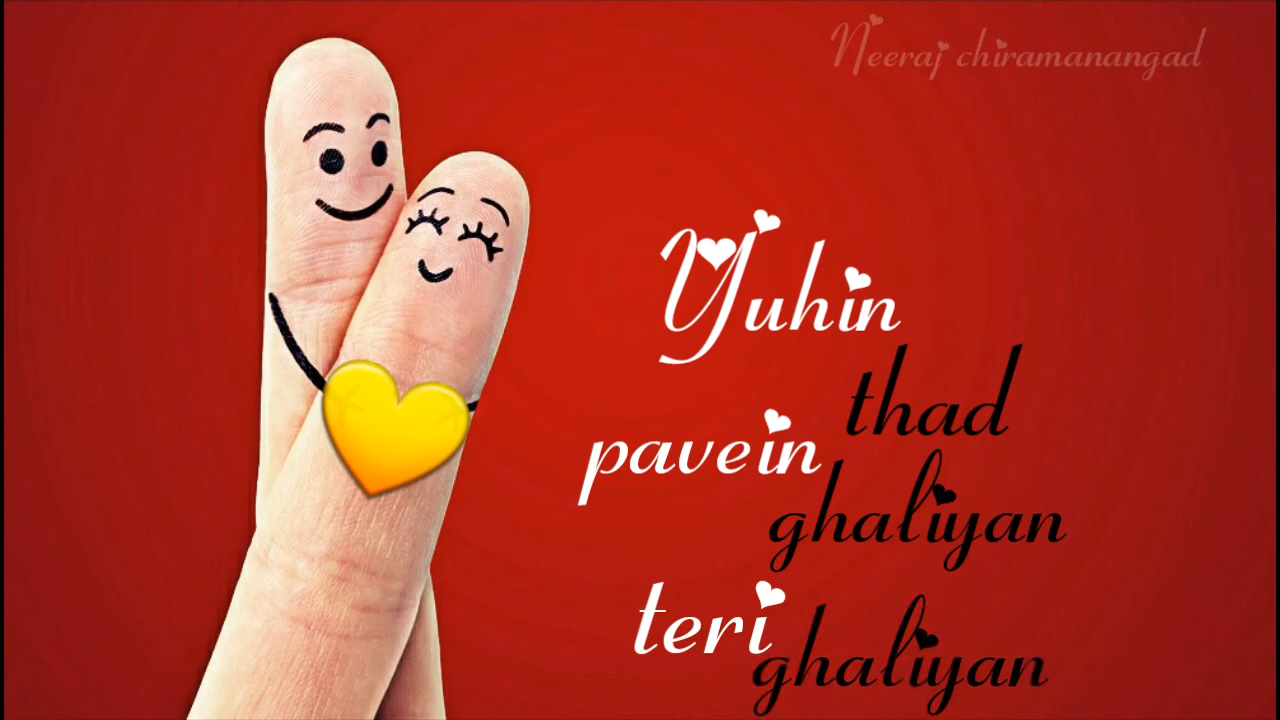 Neeraj chiramanangad
Yuhin
thad
pavein
ghaliyan
teri
ghaliyan